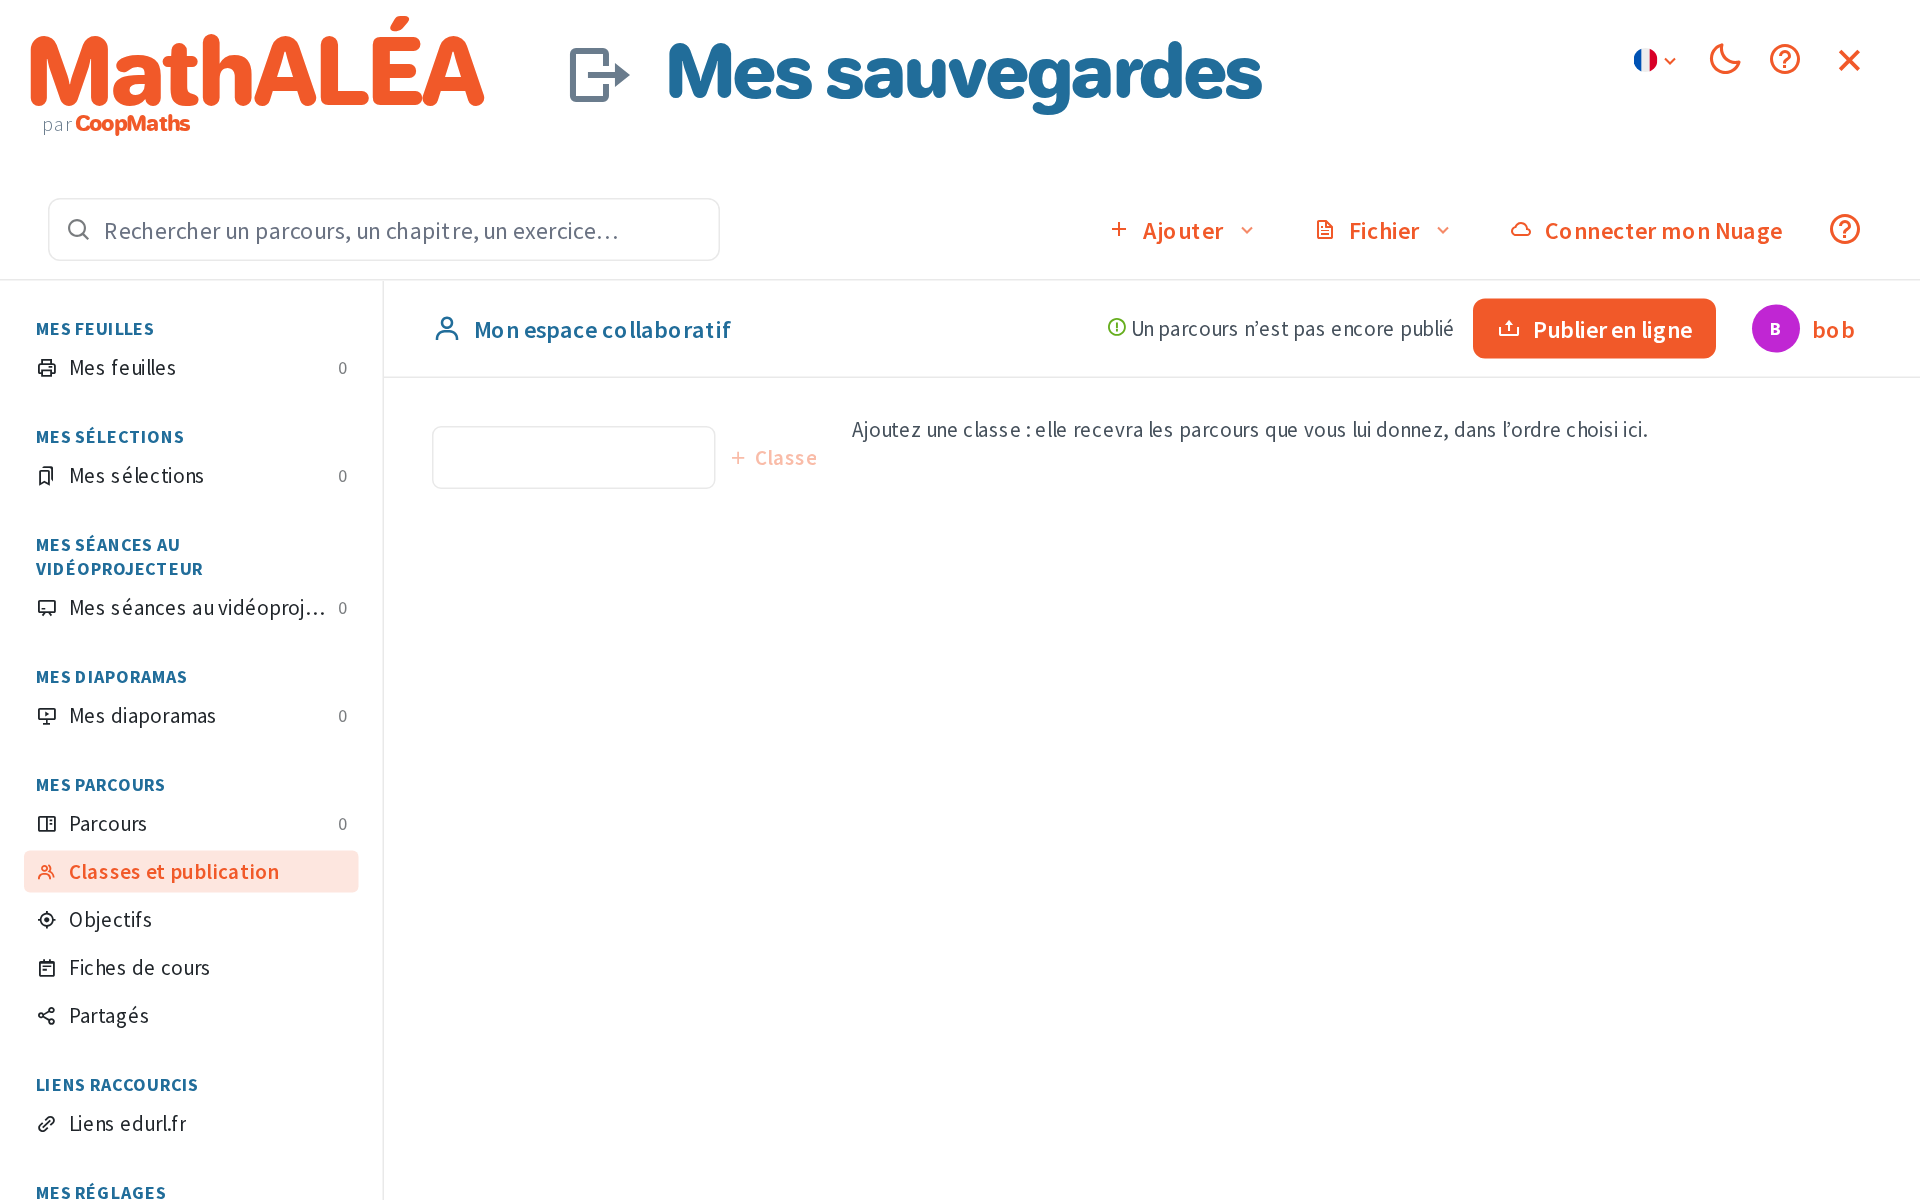 MathALÉA
par CoopMaths
Mes sauvegardes
Rechercher un parcours, un chapitre, un exercice…
Ajouter
Fichier
Connecter mon Nuage
MES FEUILLES
Mes feuilles 0
MES SÉLECTIONS
Mes sélections 0
MES SÉANCES AU
VIDÉOPROJECTEUR
Mes séances au vidéoproj… 0
MES DIAPORAMAS
Mes diaporamas 0
MES PARCOURS
Parcours 0
Classes et publication
Objectifs
Fiches de cours
Partagés
LIENS RACCOURCIS
Liens edurl.fr
MES RÉGLAGES
Mon espace collaboratif
Un parcours n’est pas encore publié
Publier en ligne
B bob
+ Classe
Ajoutez une classe : elle recevra les parcours que vous lui donnez, dans l’ordre choisi ici.